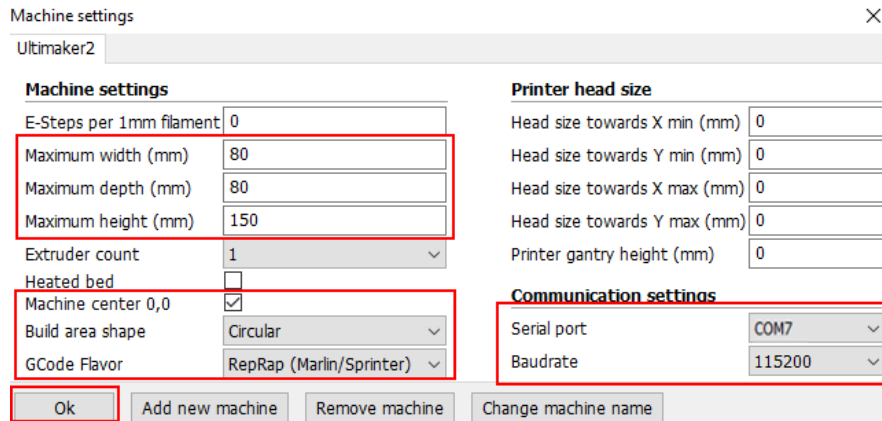 Machine settings
Ultimaker2
Machine settings
E-Steps per 1mm filament 0
Maximum width (mm) 80
Maximum depth (mm) 80
Maximum height (mm) 150
Extruder count 1
Heated bed
Machine center 0,0
Build area shape Circular
GCode Flavor RepRap (Marlin/Sprinter)
Printer head size
Head size towards X min (mm) 0
Head size towards Y min (mm) 0
Head size towards X max (mm) 0
Head size towards Y max (mm) 0
Printer gantry height (mm) 0
Communication settings
Serial port COM7
Baudrate 115200
Ok Add new machine Remove machine Change machine name